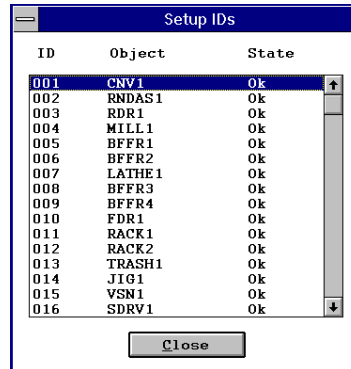 Setup IDs
ID Object State
001 CNV1 Ok
002 RNDAS1 Ok
003 RDR1 Ok
004 MILL1 Ok
005 BFFR1 Ok
006 BFFR2 Ok
007 LATHE1 Ok
008 BFFR3 Ok
009 BFFR4 Ok
010 FDR1 Ok
011 RACK1 Ok
012 RACK2 Ok
013 TRASH1 Ok
014 JIG1 Ok
015 VSN1 Ok
016 SDRV1 Ok
Close